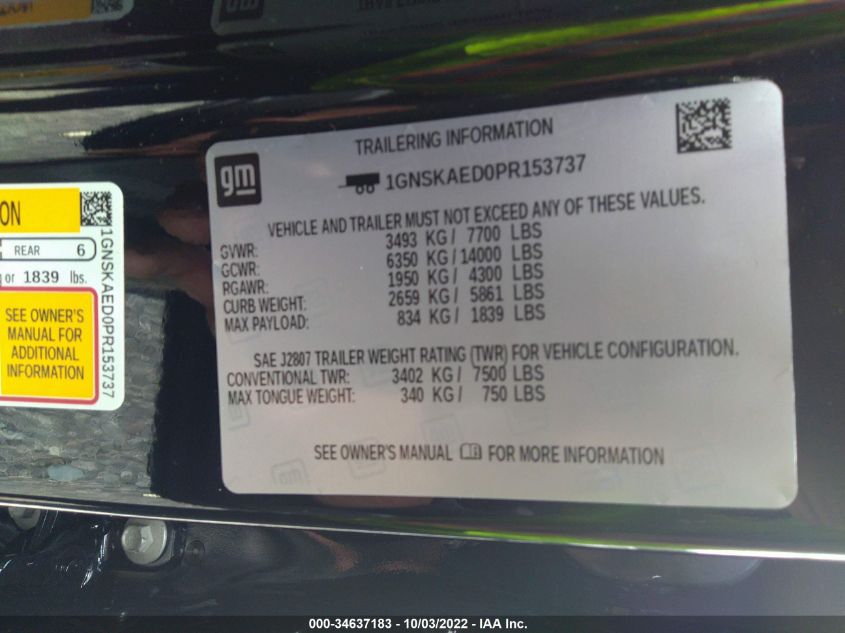 ON
REAR 6
or 1839 lbs.
SEE OWNER'S
MANUAL FOR
ADDITIONAL
INFORMATION
1GNSKAED0PR153737
gm
TRAILERING INFORMATION
1GNSKAED0PR153737
VEHICLE AND TRAILER MUST NOT EXCEED ANY OF THESE VALUES.
GVWR: 3493 KG / 7700 LBS
GCWR: 6350 KG / 14000 LBS
RGAWR: 1950 KG / 4300 LBS
CURB WEIGHT: 2659 KG / 5861 LBS
MAX PAYLOAD: 834 KG / 1839 LBS
SAE J2807 TRAILER WEIGHT RATING (TWR) FOR VEHICLE CONFIGURATION.
CONVENTIONAL TWR: 3402 KG / 7500 LBS
MAX TONGUE WEIGHT: 340 KG / 750 LBS
SEE OWNER'S MANUAL FOR MORE INFORMATION
000-34637183 - 10/03/2022 - IAA Inc.